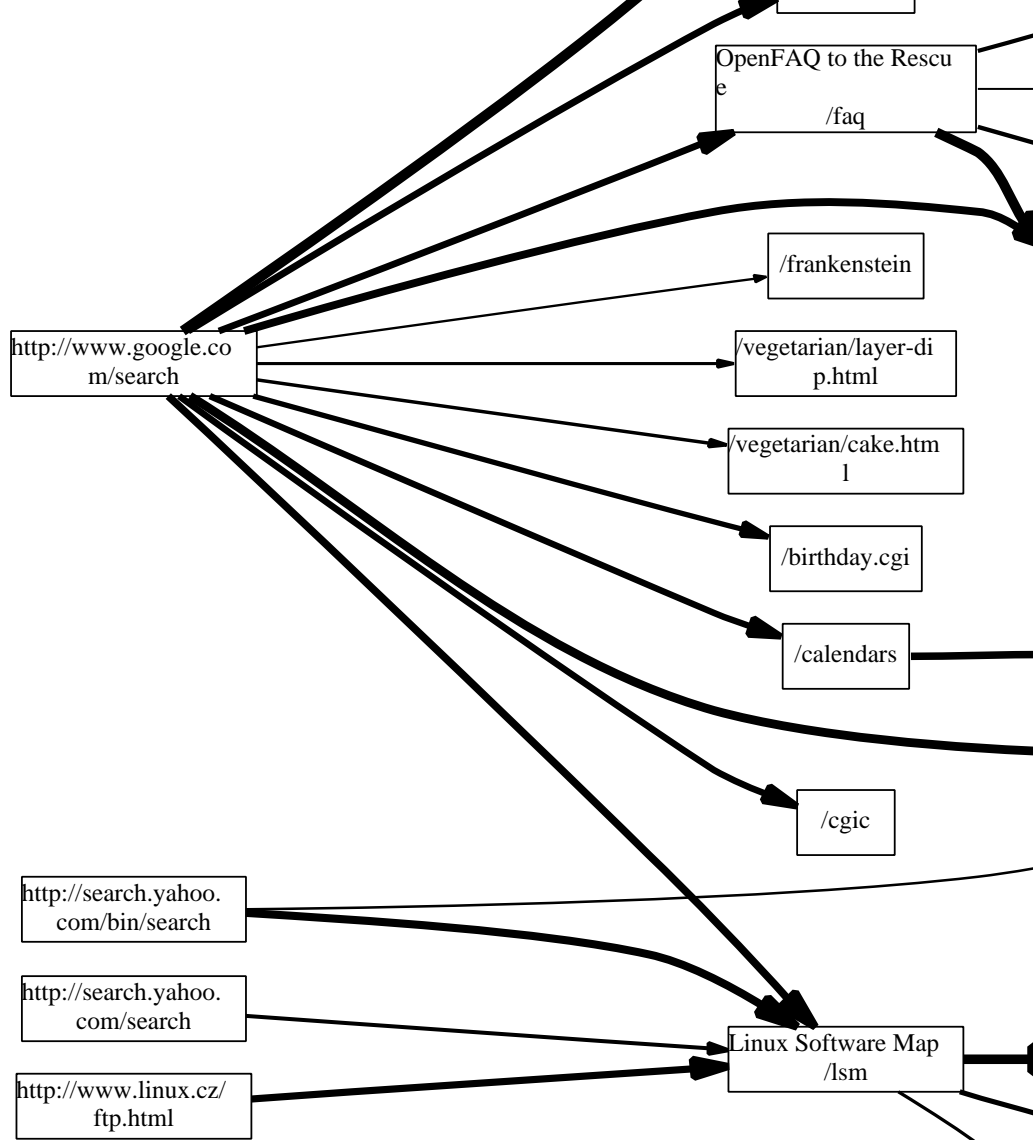 OpenFAQ to the Rescu
e
/faq
/frankenstein
http://www.google.co
m/search
/vegetarian/layer-di
p.html
/vegetarian/cake.htm
l
/birthday.cgi
/calendars
/cgic
http://search.yahoo.
com/bin/search
http://search.yahoo.
com/search
Linux Software Map
/lsm
http://www.linux.cz/
ftp.html